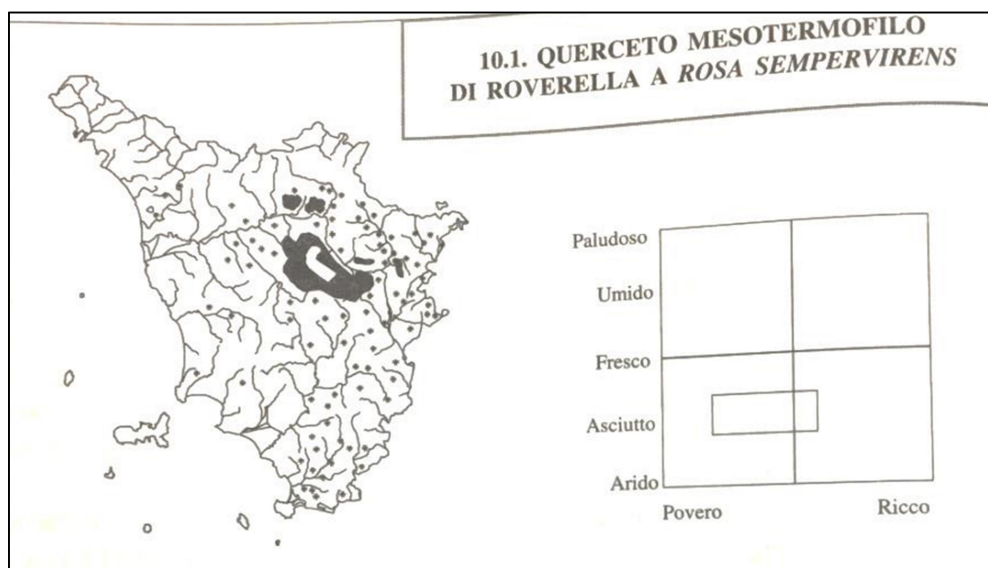 10.1. QUERCETO MESOTERMOFILO
DI ROVERELLA A ROSA SEMPERVIRENS
Paludoso
Umido
Fresco
Asciutto
Arido
Povero
Ricco